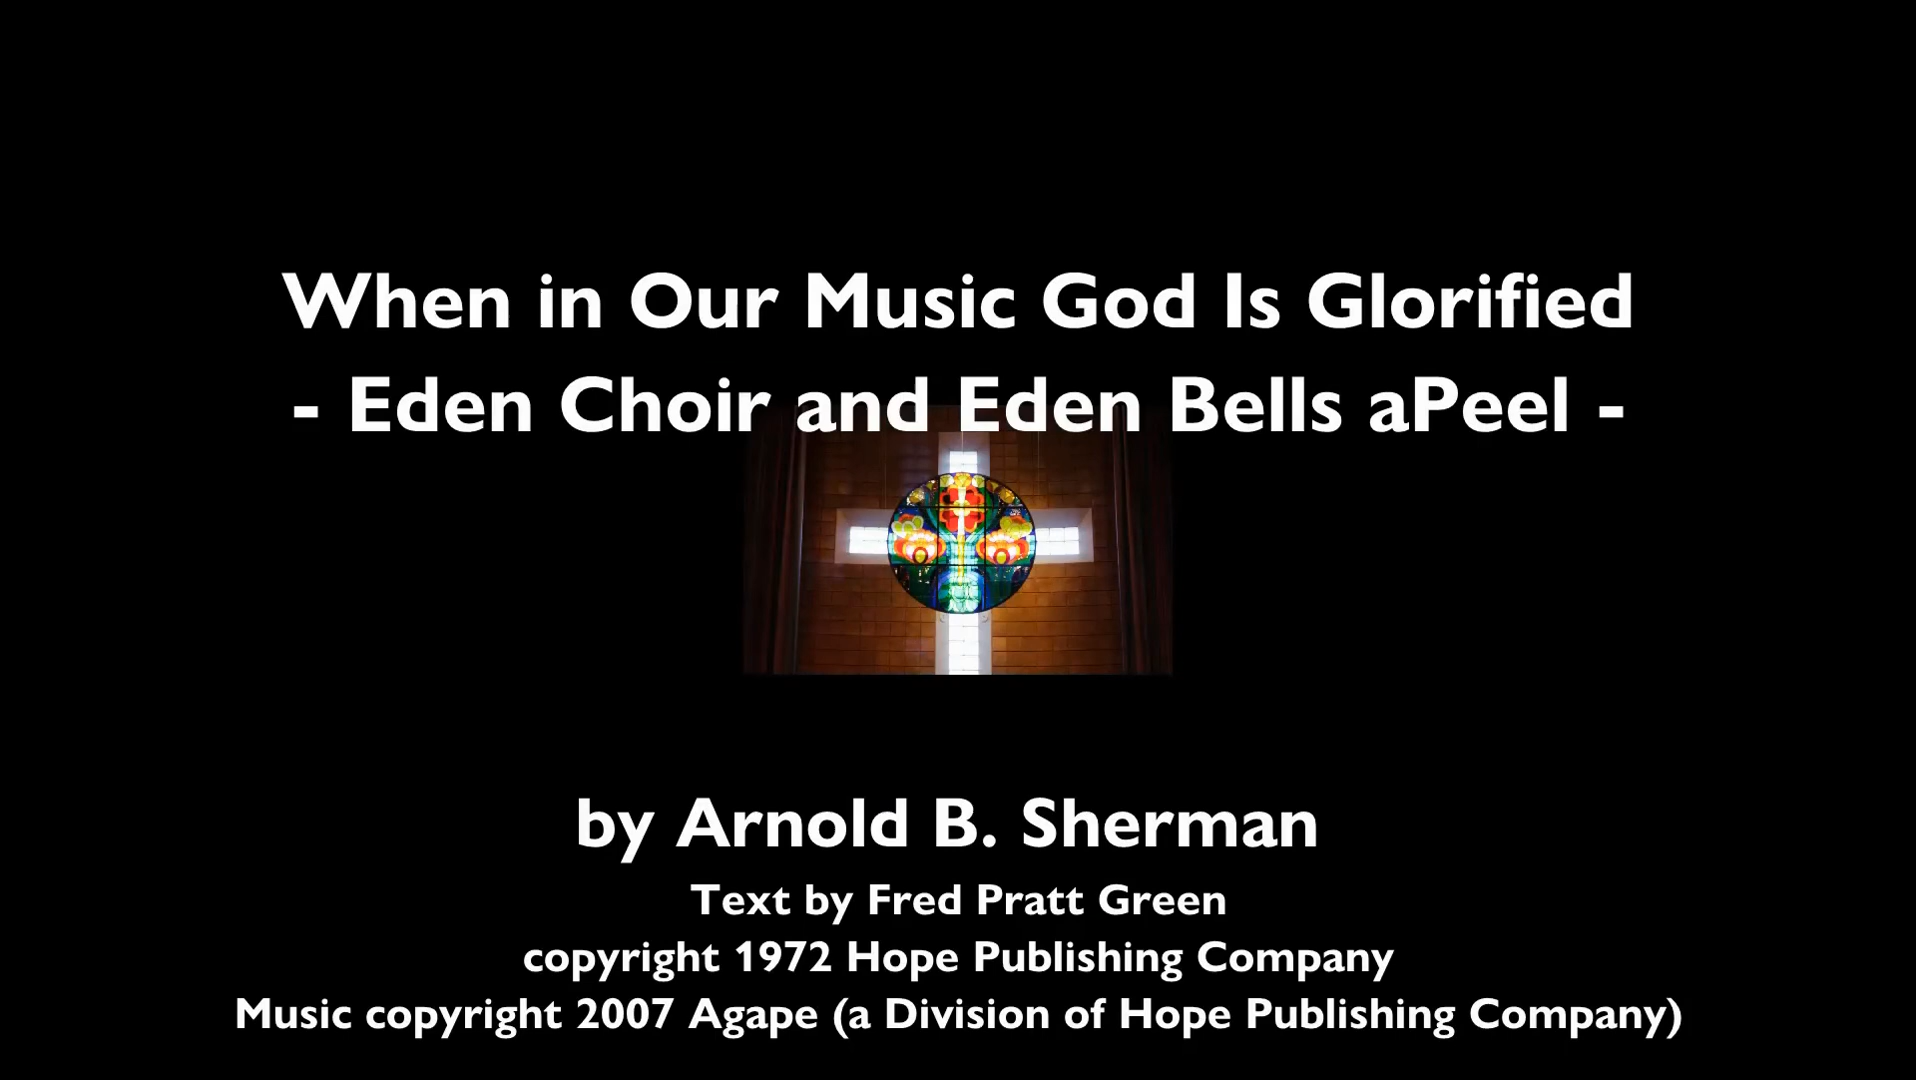 When in Our Music God Is Glorified
- Eden Choir and Eden Bells aPeel -
by Arnold B. Sherman
Text by Fred Pratt Green
copyright 1972 Hope Publishing Company
Music copyright 2007 Agape (a Division of Hope Publishing Company)